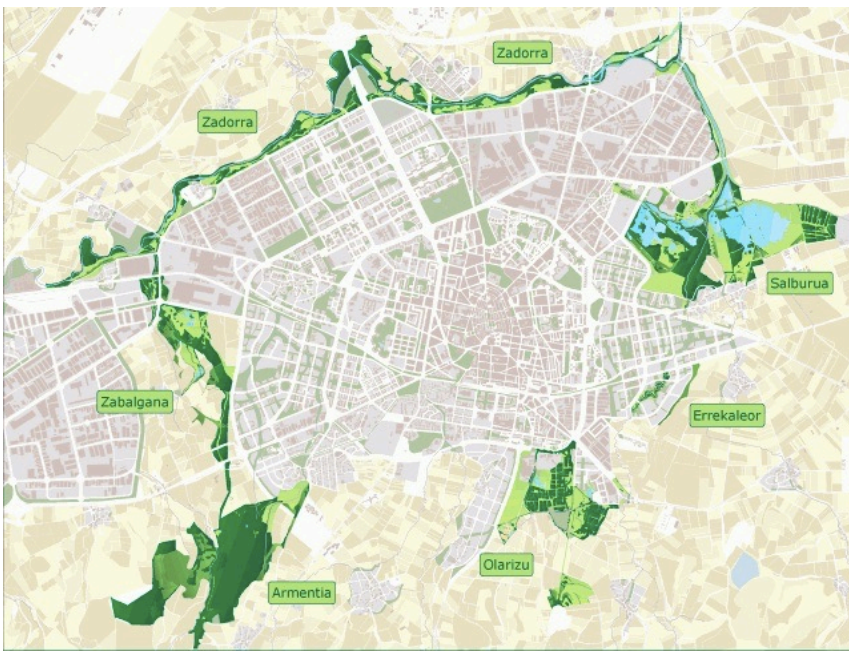 Zadorra
Zadorra
Salburua
Zabalgana
Errekaleor
Olarizu
Armentia